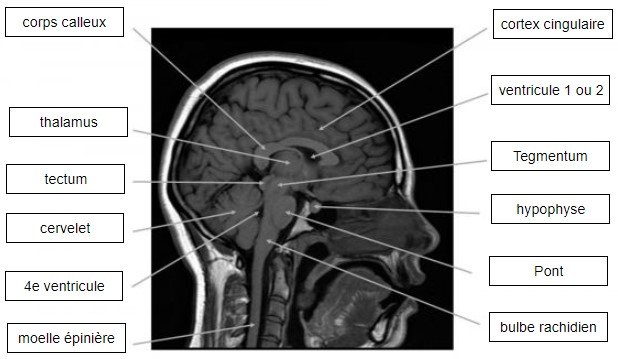 corps calleux
thalamus
tectum
cervelet
4e ventricule
moelle épinière
cortex cingulaire
ventricule 1 ou 2
Tegmentum
hypophyse
Pont
bulbe rachidien